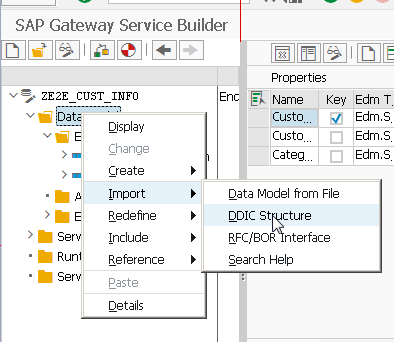 SAP Gateway Service Builder
ZE2E_CUST_INFO
Data
E
n
A
E
Serv
Runt
Serv
Display
Change
Create
Import
Redefine
Include
Reference
Paste
Details
Data Model from File
DDIC Structure
RFC/BOR Interface
Search Help
Properties
Name Key Edm T
Custo... Edm.S
Custo... Edm.S
Categ... Edm.S